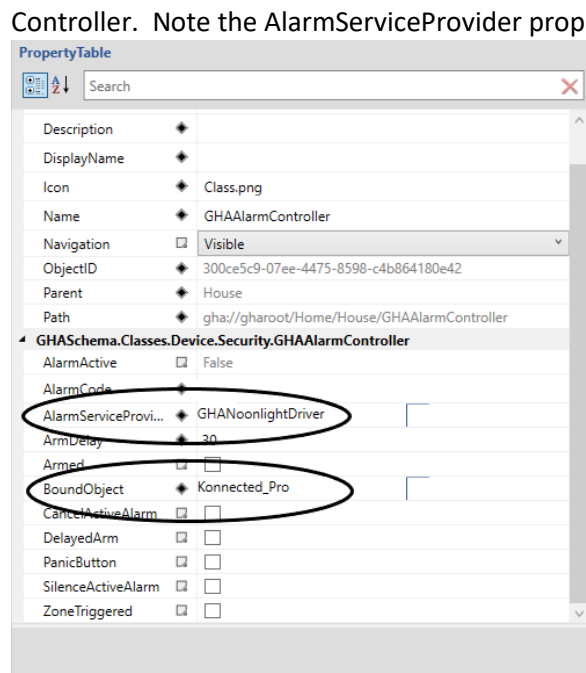 Controller.  Note the AlarmServiceProvider prop
PropertyTable
Search
Description
DisplayName
Icon Class.png
Name GHAAlarmController
Navigation Visible
ObjectID 300ce5c9-07ee-4475-8598-c4b864180e42
Parent House
Path gha://gharoot/Home/House/GHAAlarmController
GHASchema.Classes.Device.Security.GHAAlarmController
AlarmActive False
AlarmCode
AlarmServiceProvi... GHANoonlightDriver
ArmDelay 30
Armed
BoundObject Konnected_Pro
CancelActiveAlarm
DelayedArm
PanicButton
SilenceActiveAlarm
ZoneTriggered